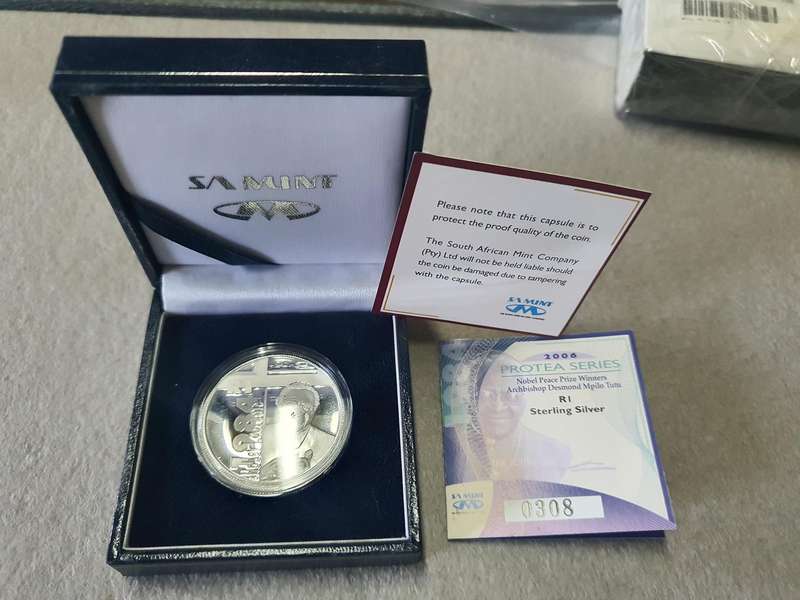 SA MINT
Please note that this capsule is to
protect the proof quality of the coin.
The South African Mint Company
(Pty) Ltd will not be held liable should
the coin be damaged due to tampering
with the capsule.
SA MINT
2006
PROTEA SERIES
Nobel Peace Prize Winners
Archbishop Desmond Mpilo Tutu
R1
Sterling Silver
SA MINT
0308
1984